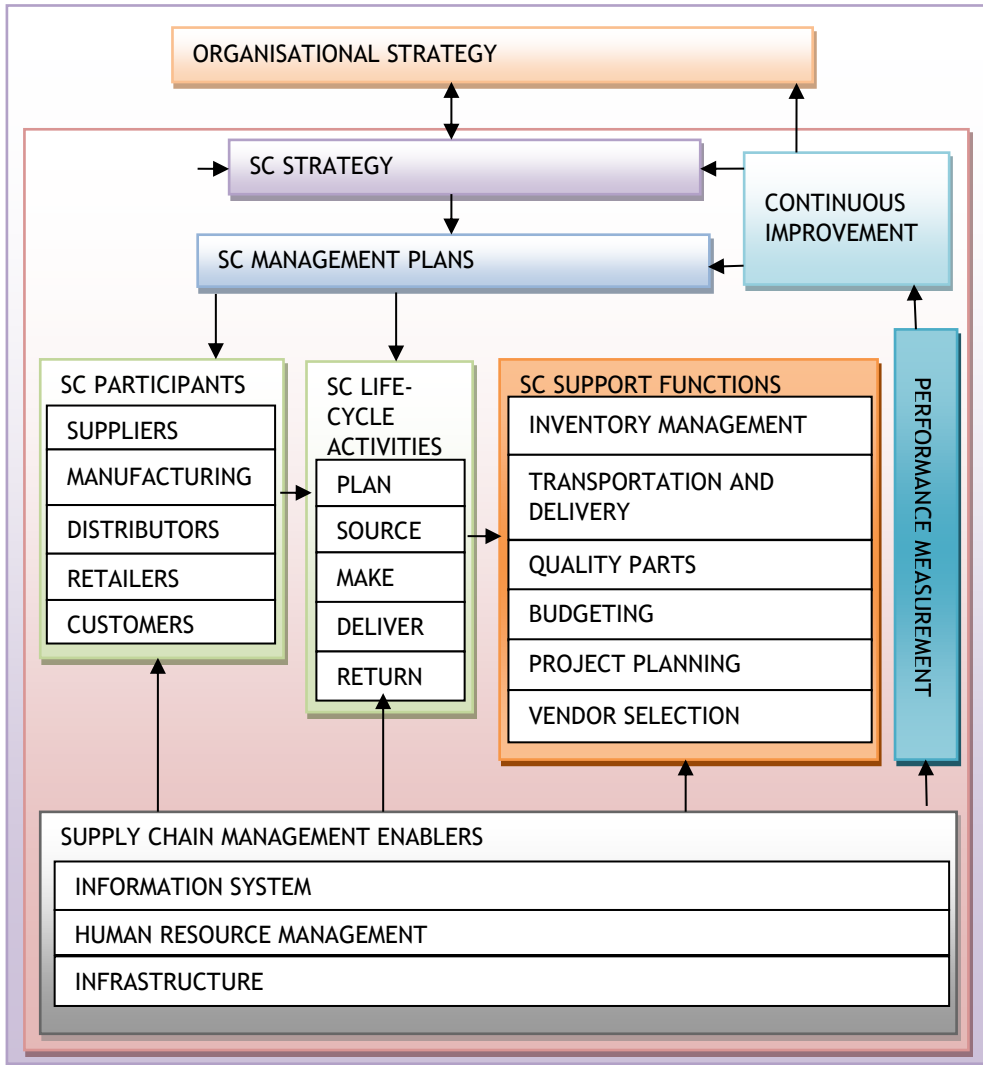 ORGANISATIONAL STRATEGY
SC STRATEGY
CONTINUOUS
IMPROVEMENT
SC MANAGEMENT PLANS
SC PARTICIPANTS
SUPPLIERS
MANUFACTURING
DISTRIBUTORS
RETAILERS
CUSTOMERS
SC LIFE-
CYCLE
ACTIVITIES
PLAN
SOURCE
MAKE
DELIVER
RETURN
SC SUPPORT FUNCTIONS
INVENTORY MANAGEMENT
TRANSPORTATION AND
DELIVERY
QUALITY PARTS
BUDGETING
PROJECT PLANNING
VENDOR SELECTION
PERFORMANCE MEASUREMENT
SUPPLY CHAIN MANAGEMENT ENABLERS
INFORMATION SYSTEM
HUMAN RESOURCE MANAGEMENT
INFRASTRUCTURE